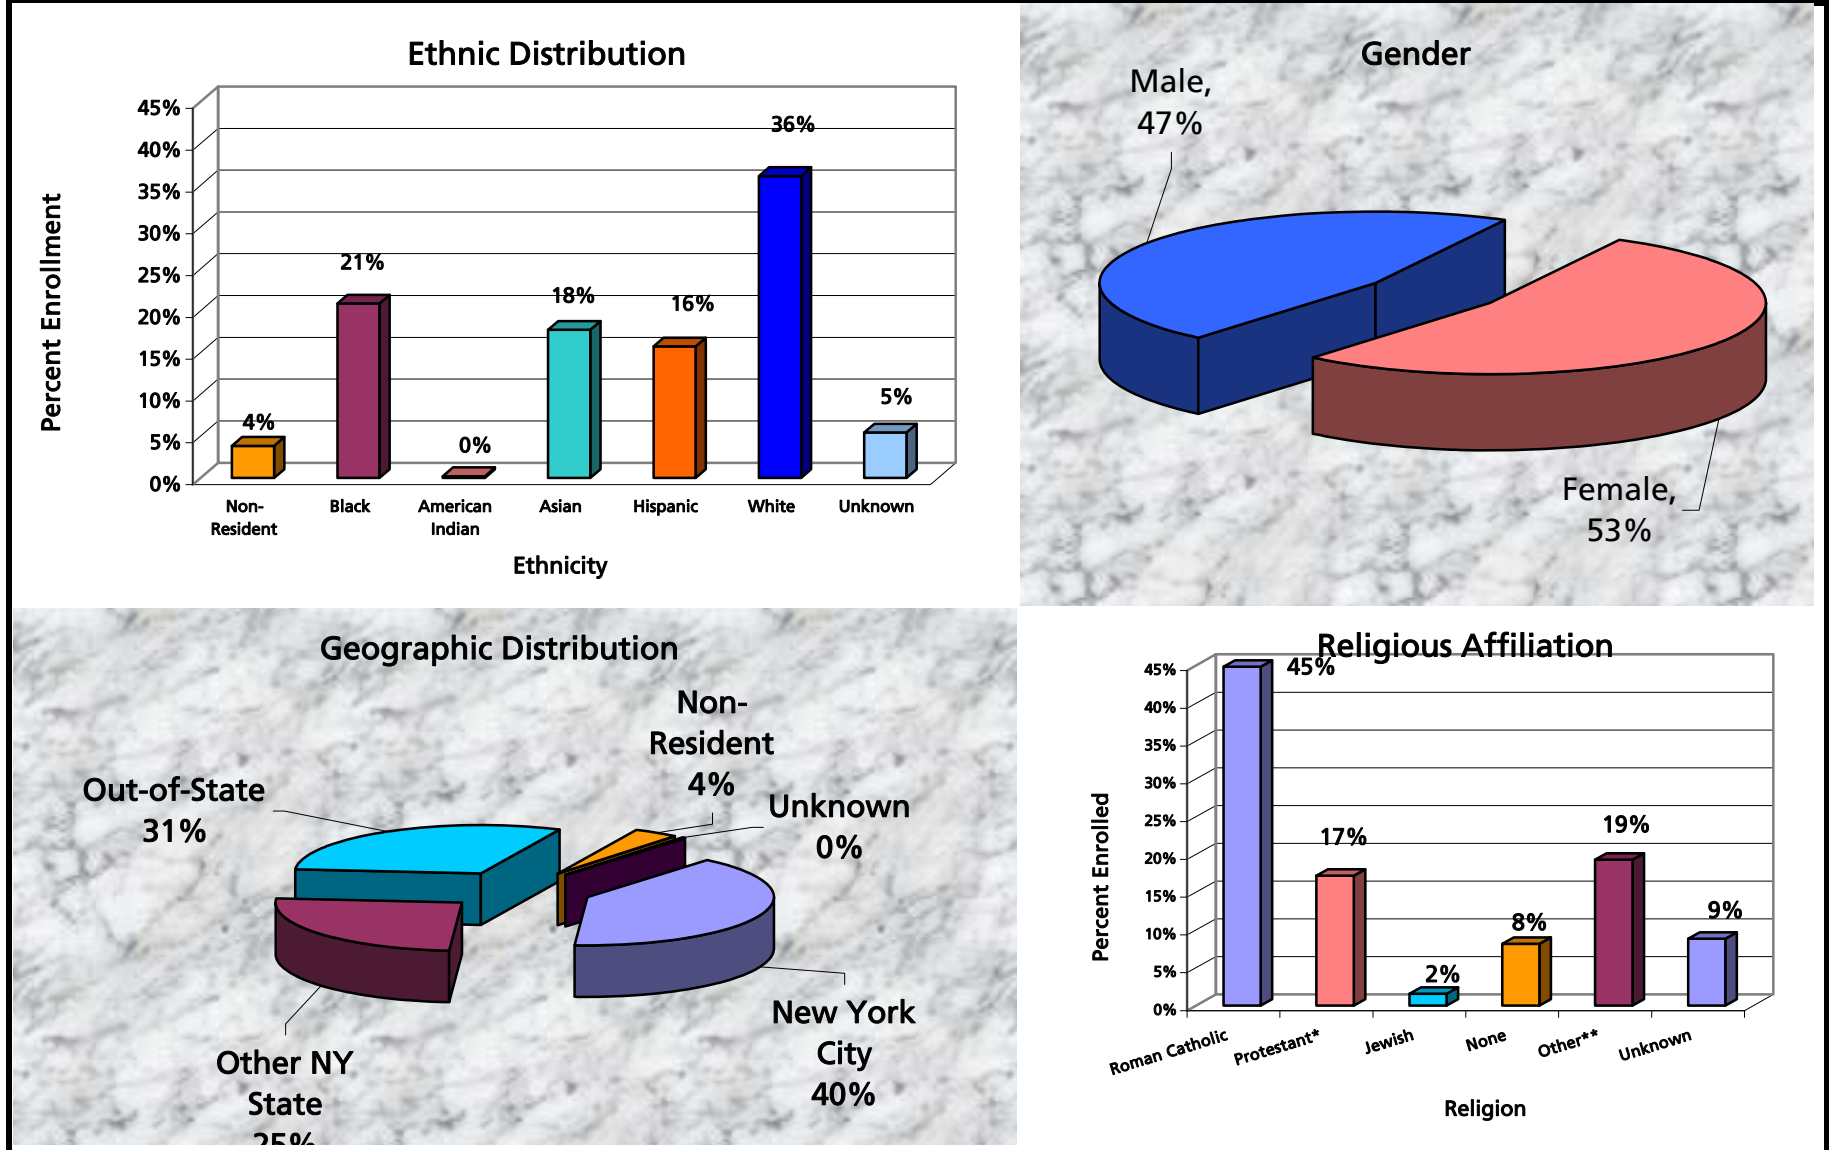 Ethnic Distribution
Percent Enrollment
45%
40%
35%
30%
25%
20%
15%
10%
5%
0%
4%
21%
0%
18%
16%
36%
5%
Non-
Resident
Black
American
Indian
Asian
Hispanic
White
Unknown
Ethnicity
Gender
Male,
47%
Female,
53%
Geographic Distribution
Non-
Resident
4%
Unknown
0%
Out-of-State
31%
New York
City
40%
Other NY
State
25%
Religious Affiliation
Percent Enrolled
45%
40%
35%
30%
25%
20%
15%
10%
5%
0%
45%
17%
2%
8%
19%
9%
Roman Catholic
Protestant*
Jewish
None
Other**
Unknown
Religion